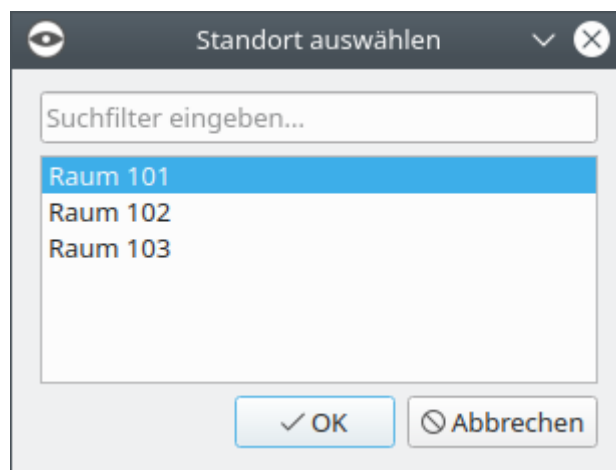 Standort auswählen
Suchfilter eingeben...
Raum 101
Raum 102
Raum 103
OK
Abbrechen